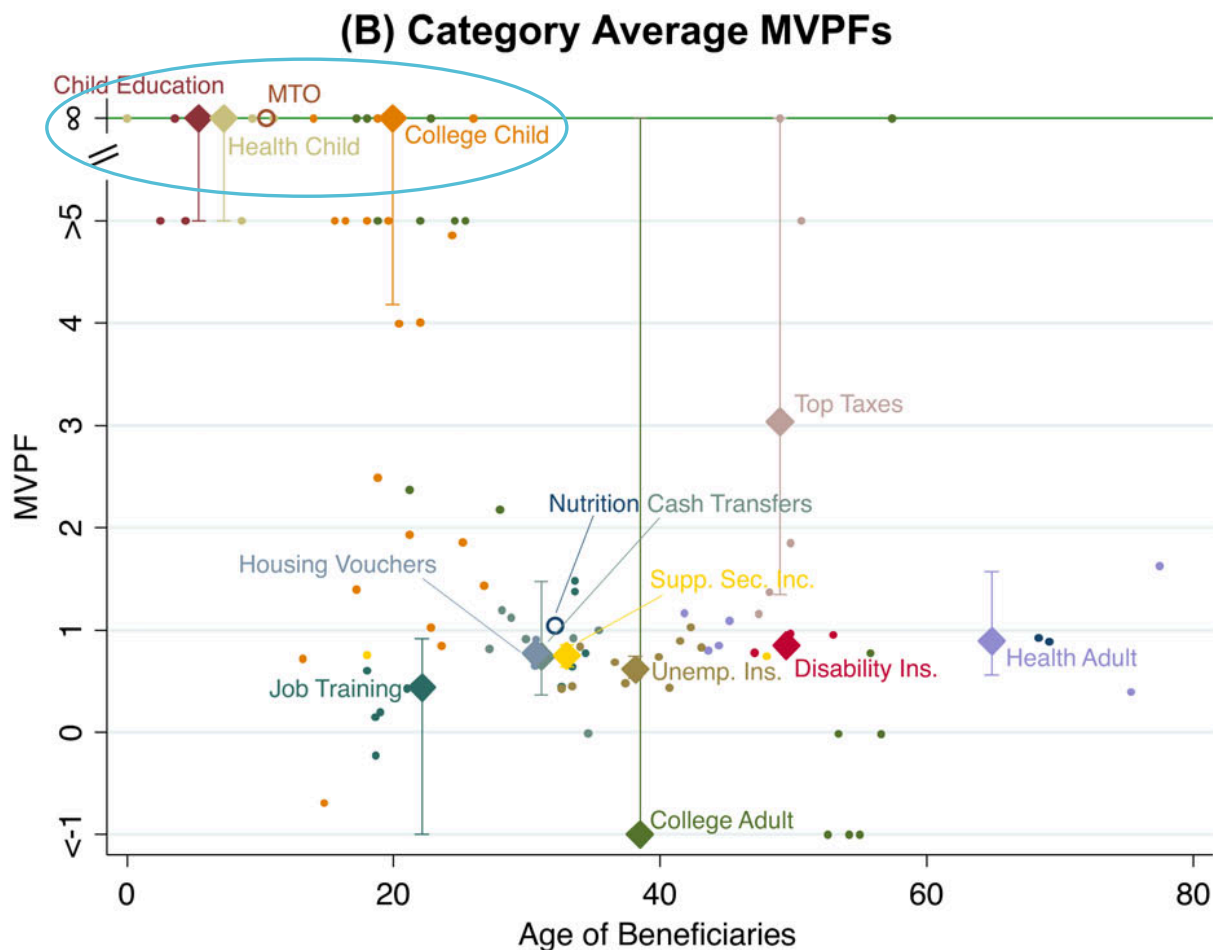 (B) Category Average MVPFs
Child Education
MTO
∞
Health Child
College Child
>5
4
Top Taxes
3
MVPF
Nutrition Cash Transfers
2
Housing Vouchers
Supp. Sec. Inc.
1
Health Adult
Unemp. Ins.
Disability Ins.
Job Training
0
College Adult
<-1
0 20 40 60 80
Age of Beneficiaries